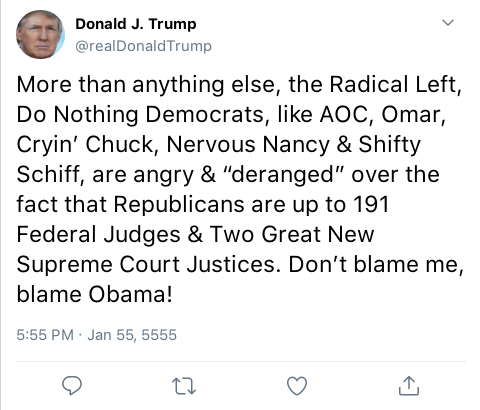 Donald J. Trump
@realDonaldTrump
More than anything else, the Radical Left,
Do Nothing Democrats, like AOC, Omar,
Cryin’ Chuck, Nervous Nancy & Shifty
Schiff, are angry & “deranged” over the
fact that Republicans are up to 191
Federal Judges & Two Great New
Supreme Court Justices. Don’t blame me,
blame Obama!
5:55 PM · Jan 55, 5555